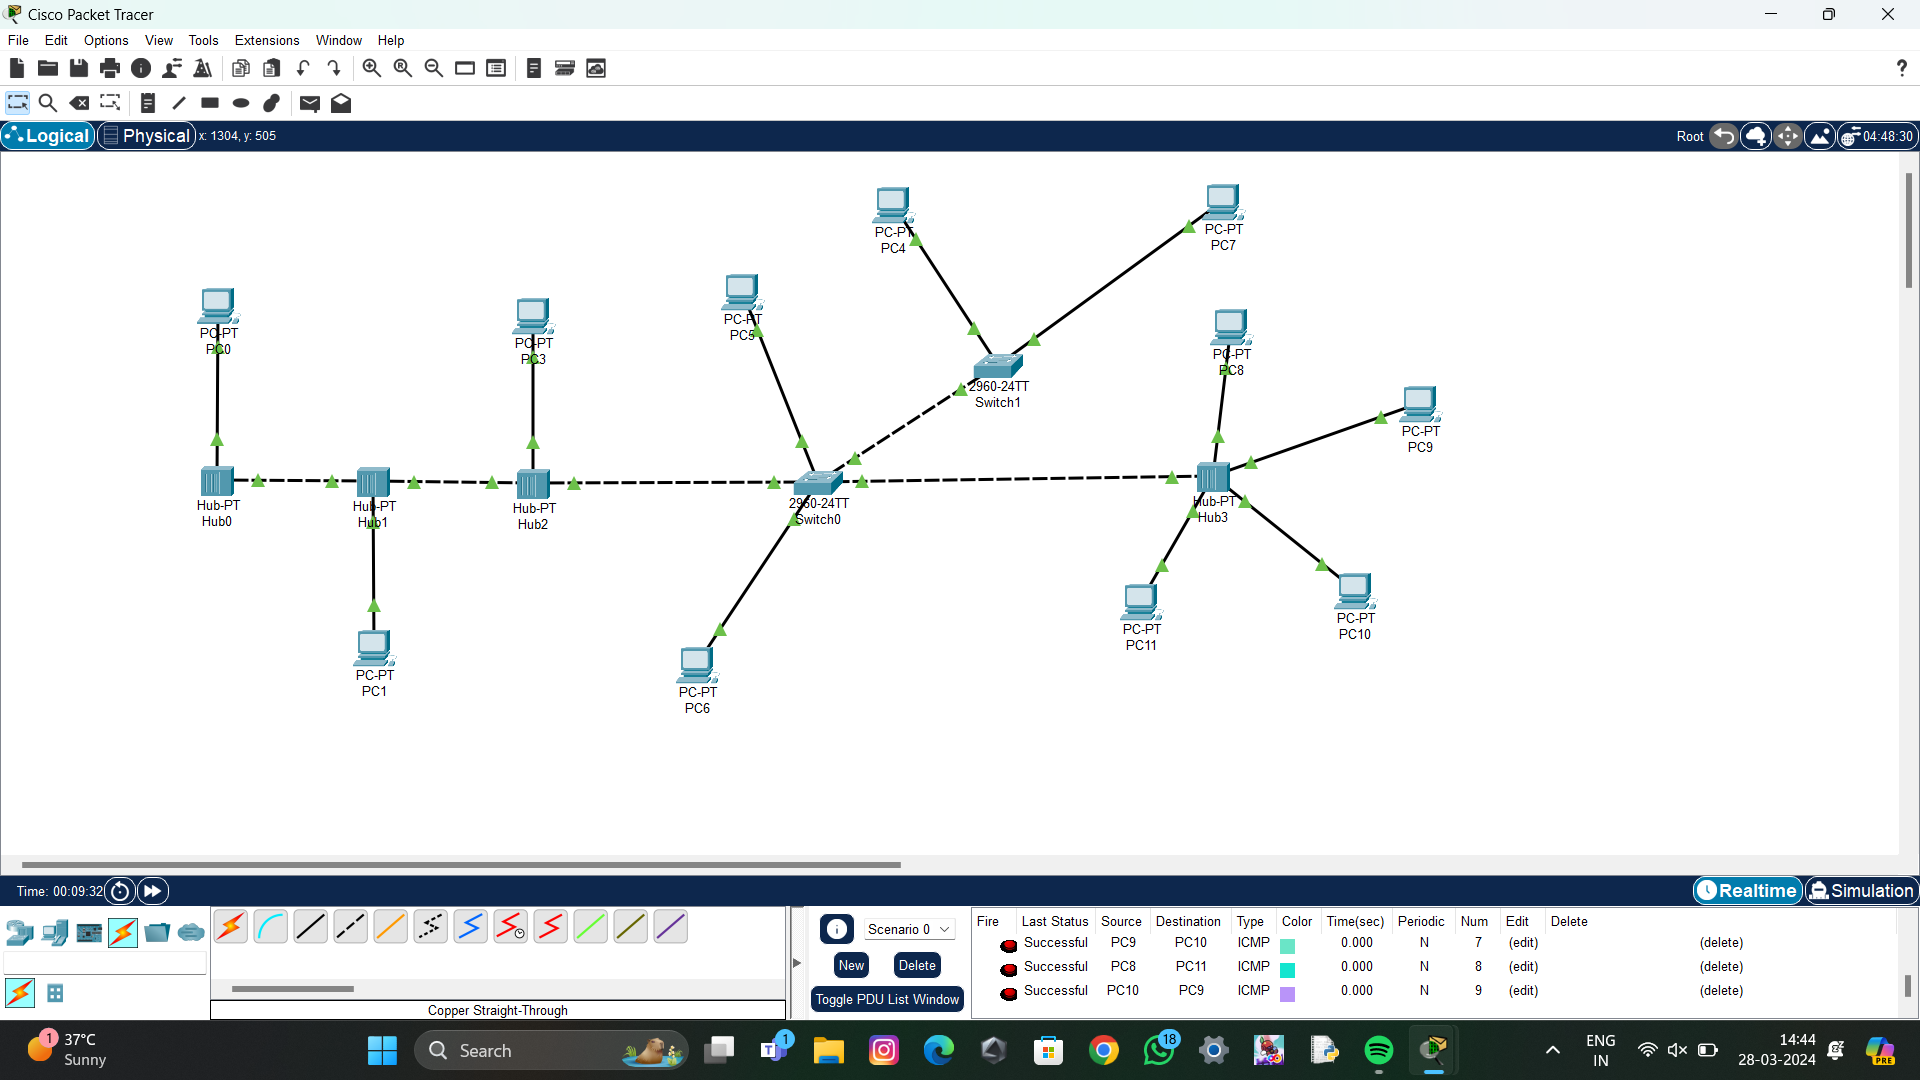 Cisco Packet Tracer
File Edit Options View Tools Extensions Window Help
?
Logical Physical x: 1304, y: 505 Root 04:48:30
PC-PT
PC4
PC-PT
PC7
PC-PT
PC0
PC-PT
PC3
PC-PT
PC5
PC-PT
PC8
2960-24TT
Switch1
PC-PT
PC9
Hub-PT
Hub0
Hub-PT
Hub1
Hub-PT
Hub2
2960-24TT
Switch0
Hub-PT
Hub3
PC-PT
PC11
PC-PT
PC10
PC-PT
PC1
PC-PT
PC6
Time: 00:09:32 Realtime Simulation
Scenario 0
New Delete
Toggle PDU List Window
Copper Straight-Through
Fire Last Status Source Destination Type Color Time(sec) Periodic Num Edit Delete
Successful PC9 PC10 ICMP 0.000 N 7 (edit) (delete)
Successful PC8 PC11 ICMP 0.000 N 8 (edit) (delete)
Successful PC10 PC9 ICMP 0.000 N 9 (edit) (delete)
1 37°C
Sunny
Search
1
18
ENG
IN
14:44
28-03-2024
PRE